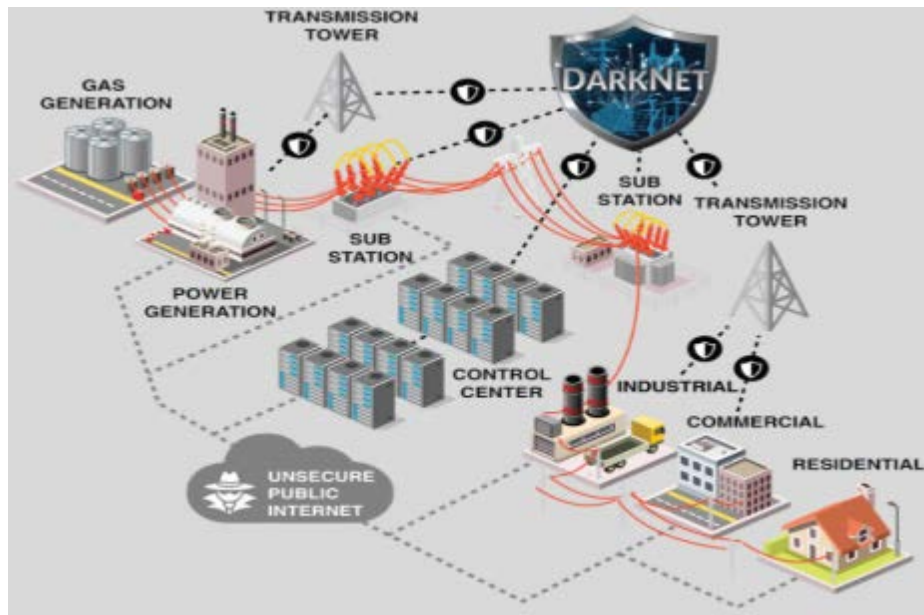 TRANSMISSION
TOWER
DARKNET
GAS
GENERATION
SUB
STATION
TRANSMISSION
TOWER
SUB
STATION
POWER
GENERATION
CONTROL
CENTER
INDUSTRIAL
COMMERCIAL
RESIDENTIAL
UNSECURE
PUBLIC
INTERNET